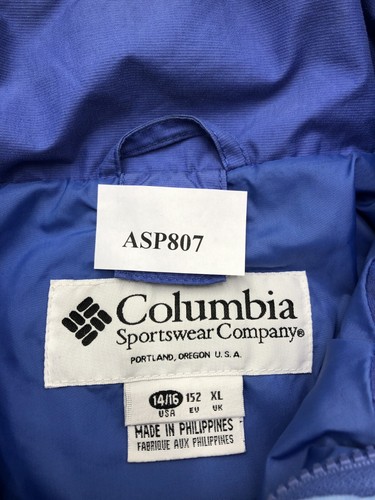 ASP807
Columbia
Sportswear Company®
PORTLAND, OREGON U.S.A.
14/16 152 XL
USA EU UK
MADE IN PHILIPPINES
FABRIQUE AUX PHILIPPINES